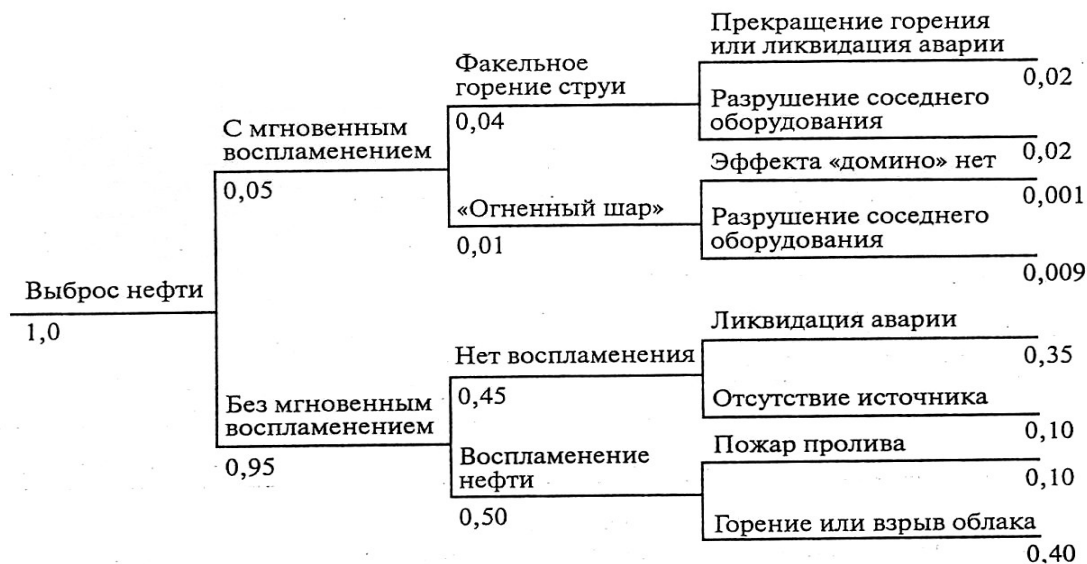 Прекращение горения
или ликвидация аварии
0,02
Факельное
горение струи
0,04
Разрушение соседнего
оборудования
0,02
С мгновенным
воспламенением
0,05
Эффекта «домино» нет
0,001
«Огненный шар»
0,01
Разрушение соседнего
оборудования
0,009
Выброс нефти
1,0
Ликвидация аварии
0,35
Нет воспламенения
0,45
Отсутствие источника
0,10
Без мгновенным
воспламенением
0,95
Пожар пролива
0,10
Воспламенение
нефти
0,50
Горение или взрыв облака
0,40